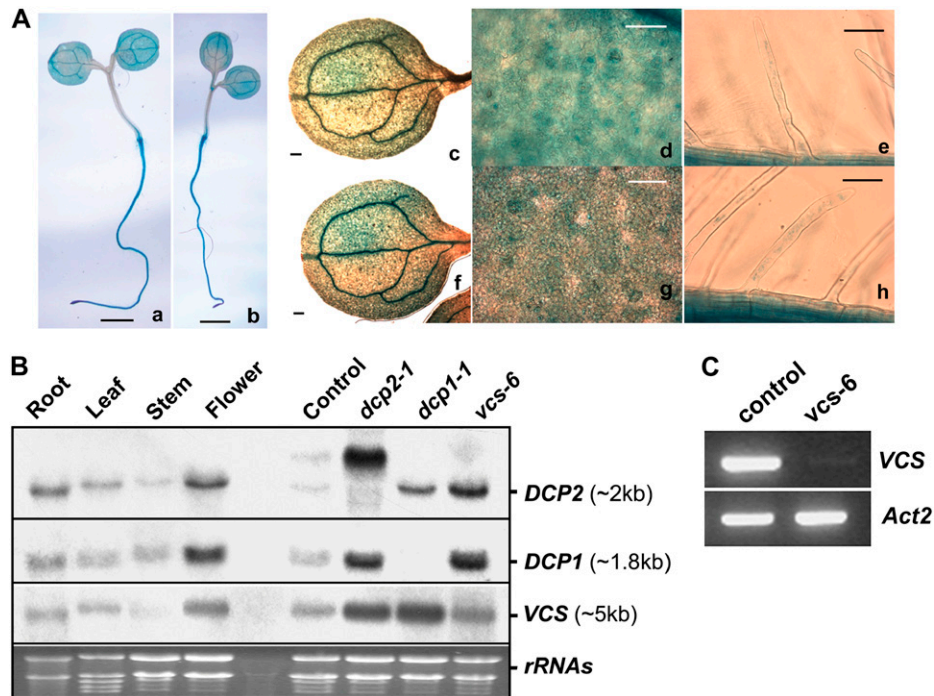 A
a
b
c
d
e
f
g
h
B
Root
Leaf
Stem
Flower
Control
dcp2-1
dcp1-1
vcs-6
DCP2 (~2kb)
DCP1 (~1.8kb)
VCS (~5kb)
rRNAs
C
control
vcs-6
VCS
Act2